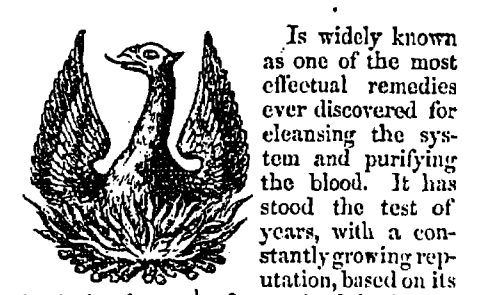 Is widely known
as one of the most
effectual remedies
ever discovered for
cleansing the sys-
tem and purifying
the blood. It has
stood the test of
years, with a con-
stantly growing rep-
utation, based on its